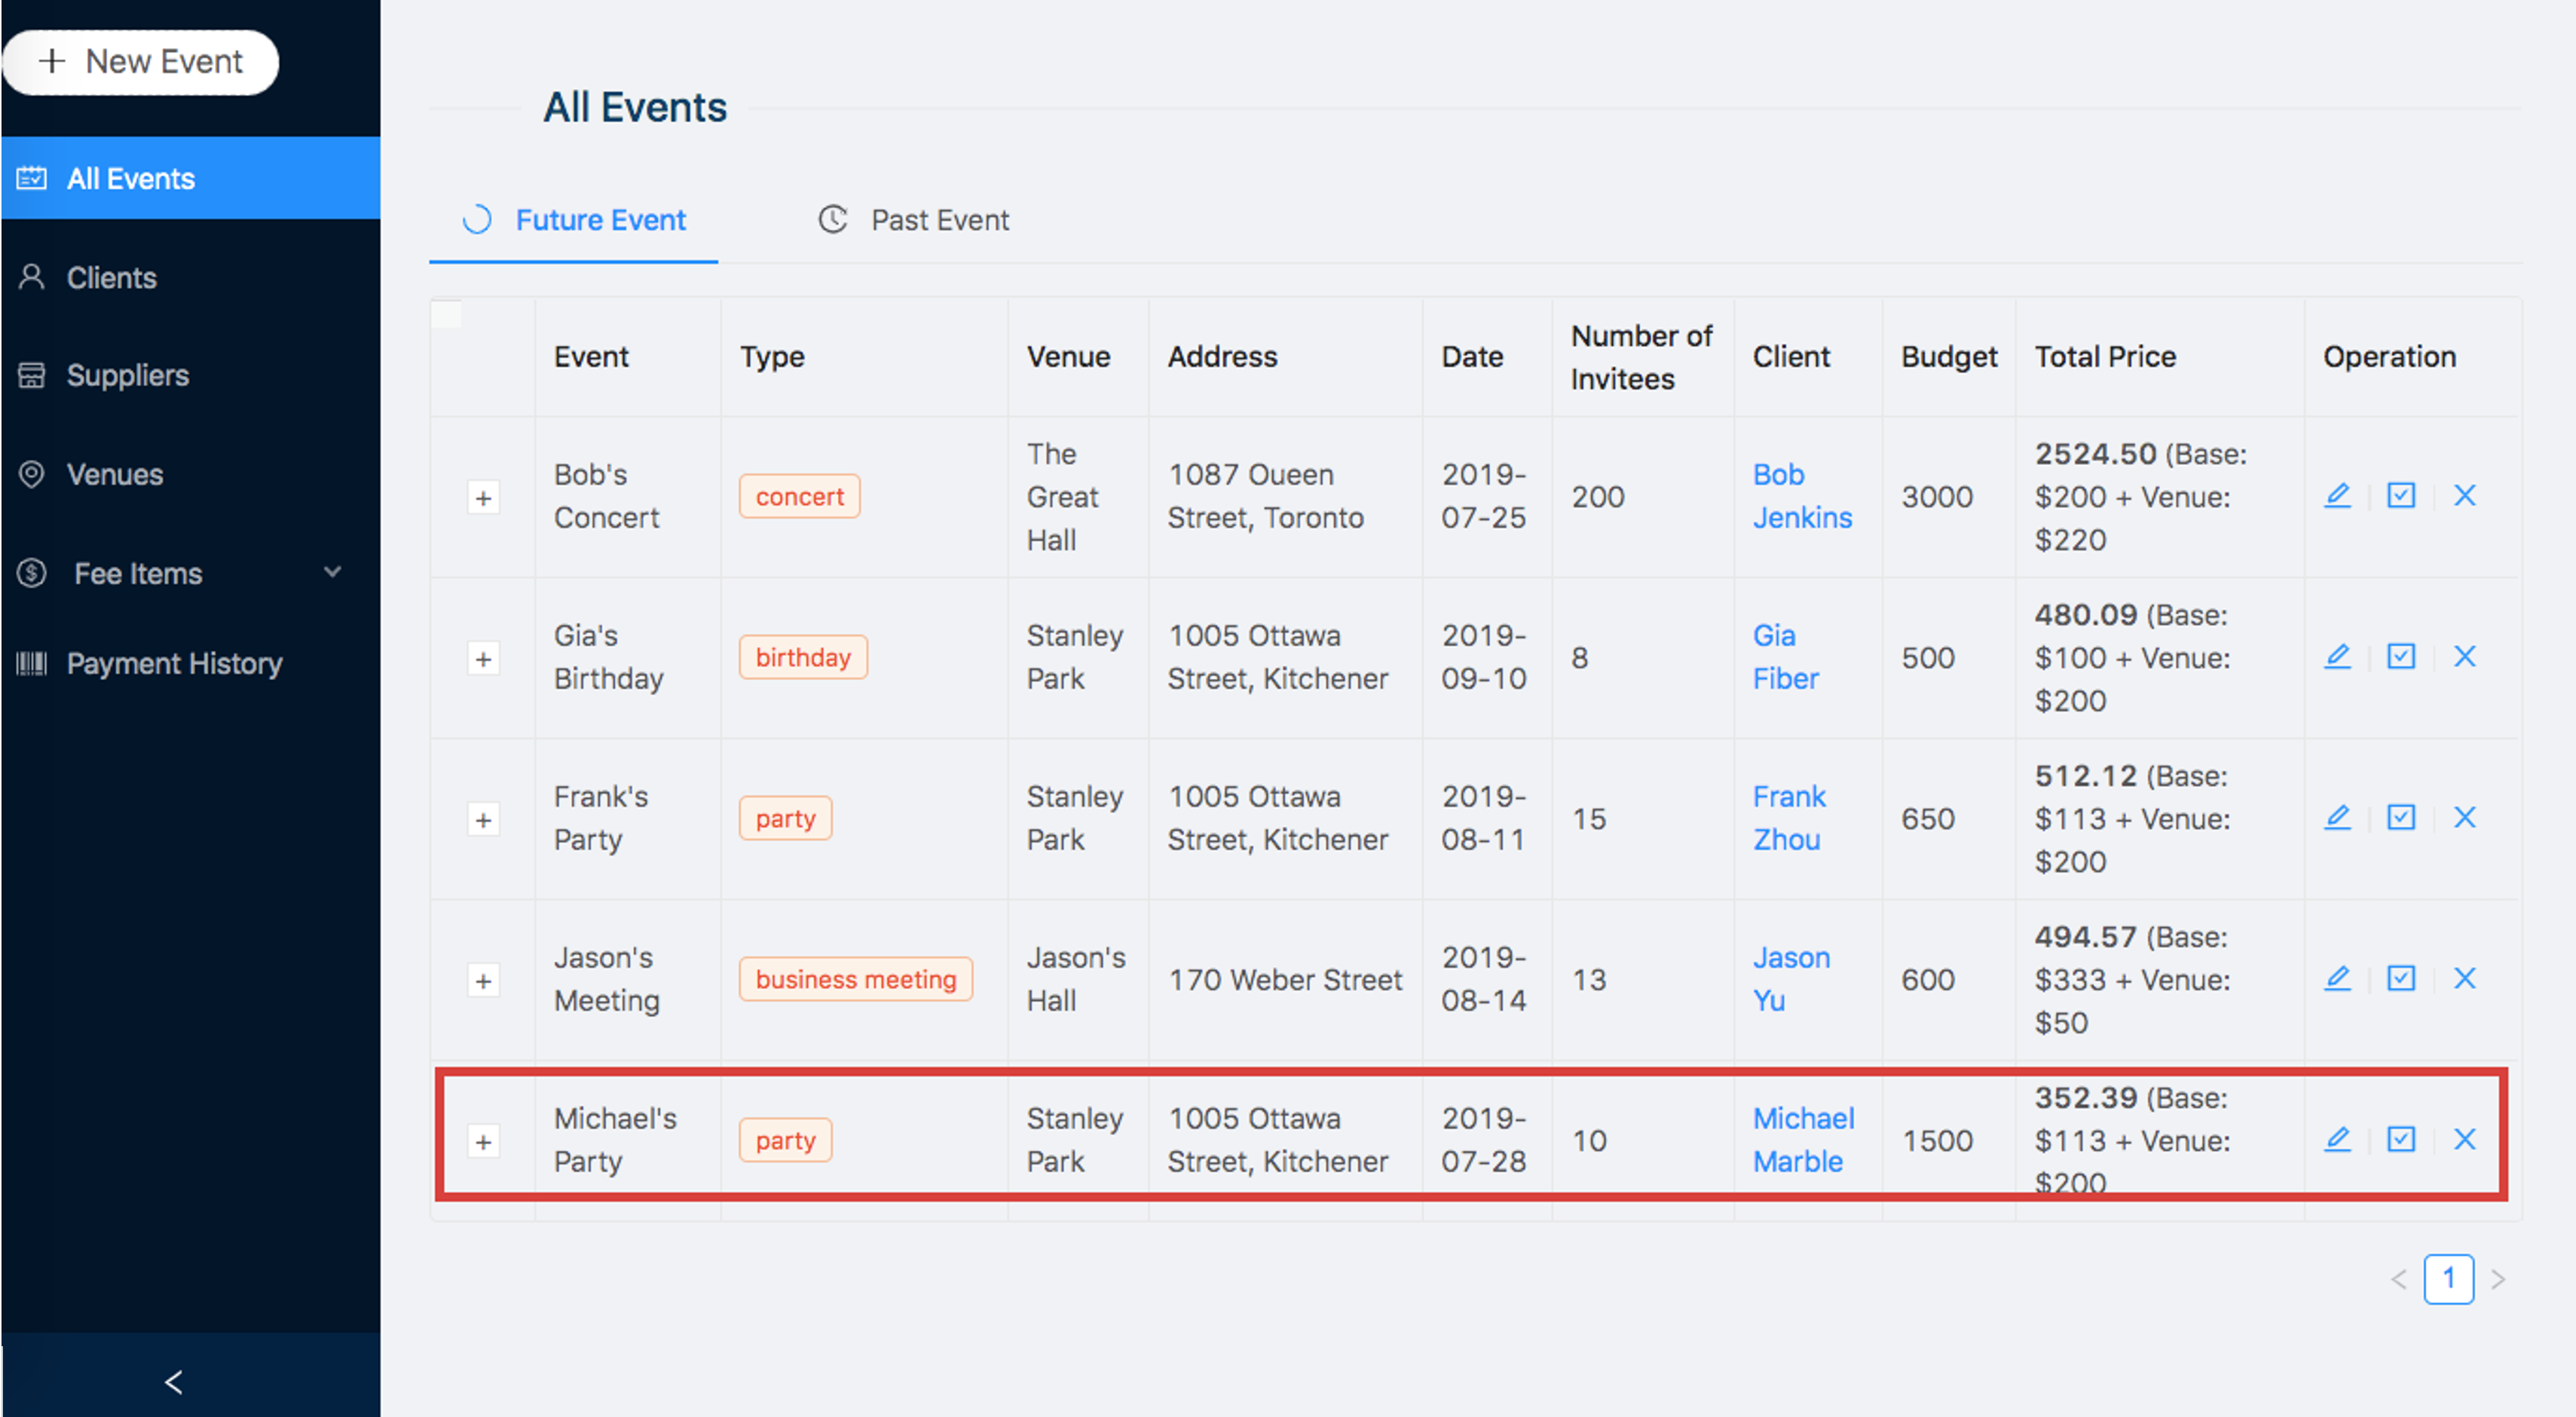 + New Event
All Events
Clients
Suppliers
Venues
Fee Items
Payment History
All Events
Future Event
Past Event
Event
Type
Venue
Address
Date
Number of
Invitees
Client
Budget
Total Price
Operation
Bob's
Concert
concert
The
Great
Hall
1087 Oueen
Street, Toronto
2019-
07-25
200
Bob
Jenkins
3000
2524.50 (Base:
$200 + Venue:
$220
Gia's
Birthday
birthday
Stanley
Park
1005 Ottawa
Street, Kitchener
2019-
09-10
8
Gia
Fiber
500
480.09 (Base:
$100 + Venue:
$200
Frank's
Party
party
Stanley
Park
1005 Ottawa
Street, Kitchener
2019-
08-11
15
Frank
Zhou
650
512.12 (Base:
$113 + Venue:
$200
Jason's
Meeting
business meeting
Jason's
Hall
170 Weber Street
2019-
08-14
13
Jason
Yu
600
494.57 (Base:
$333 + Venue:
$50
Michael's
Party
party
Stanley
Park
1005 Ottawa
Street, Kitchener
2019-
07-28
10
Michael
Marble
1500
352.39 (Base:
$113 + Venue:
$200
< 1 >